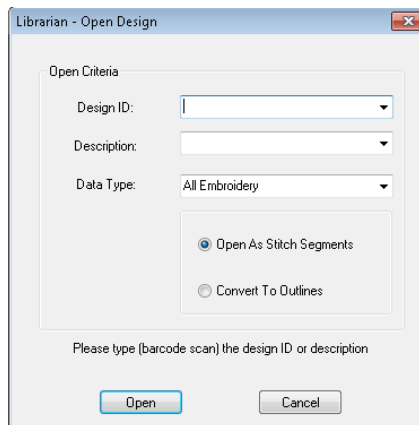 Librarian - Open Design
Open Criteria
Design ID:
Description:
Data Type: All Embroidery
Open As Stitch Segments
Convert To Outlines
Please type (barcode scan) the design ID or description
Open Cancel